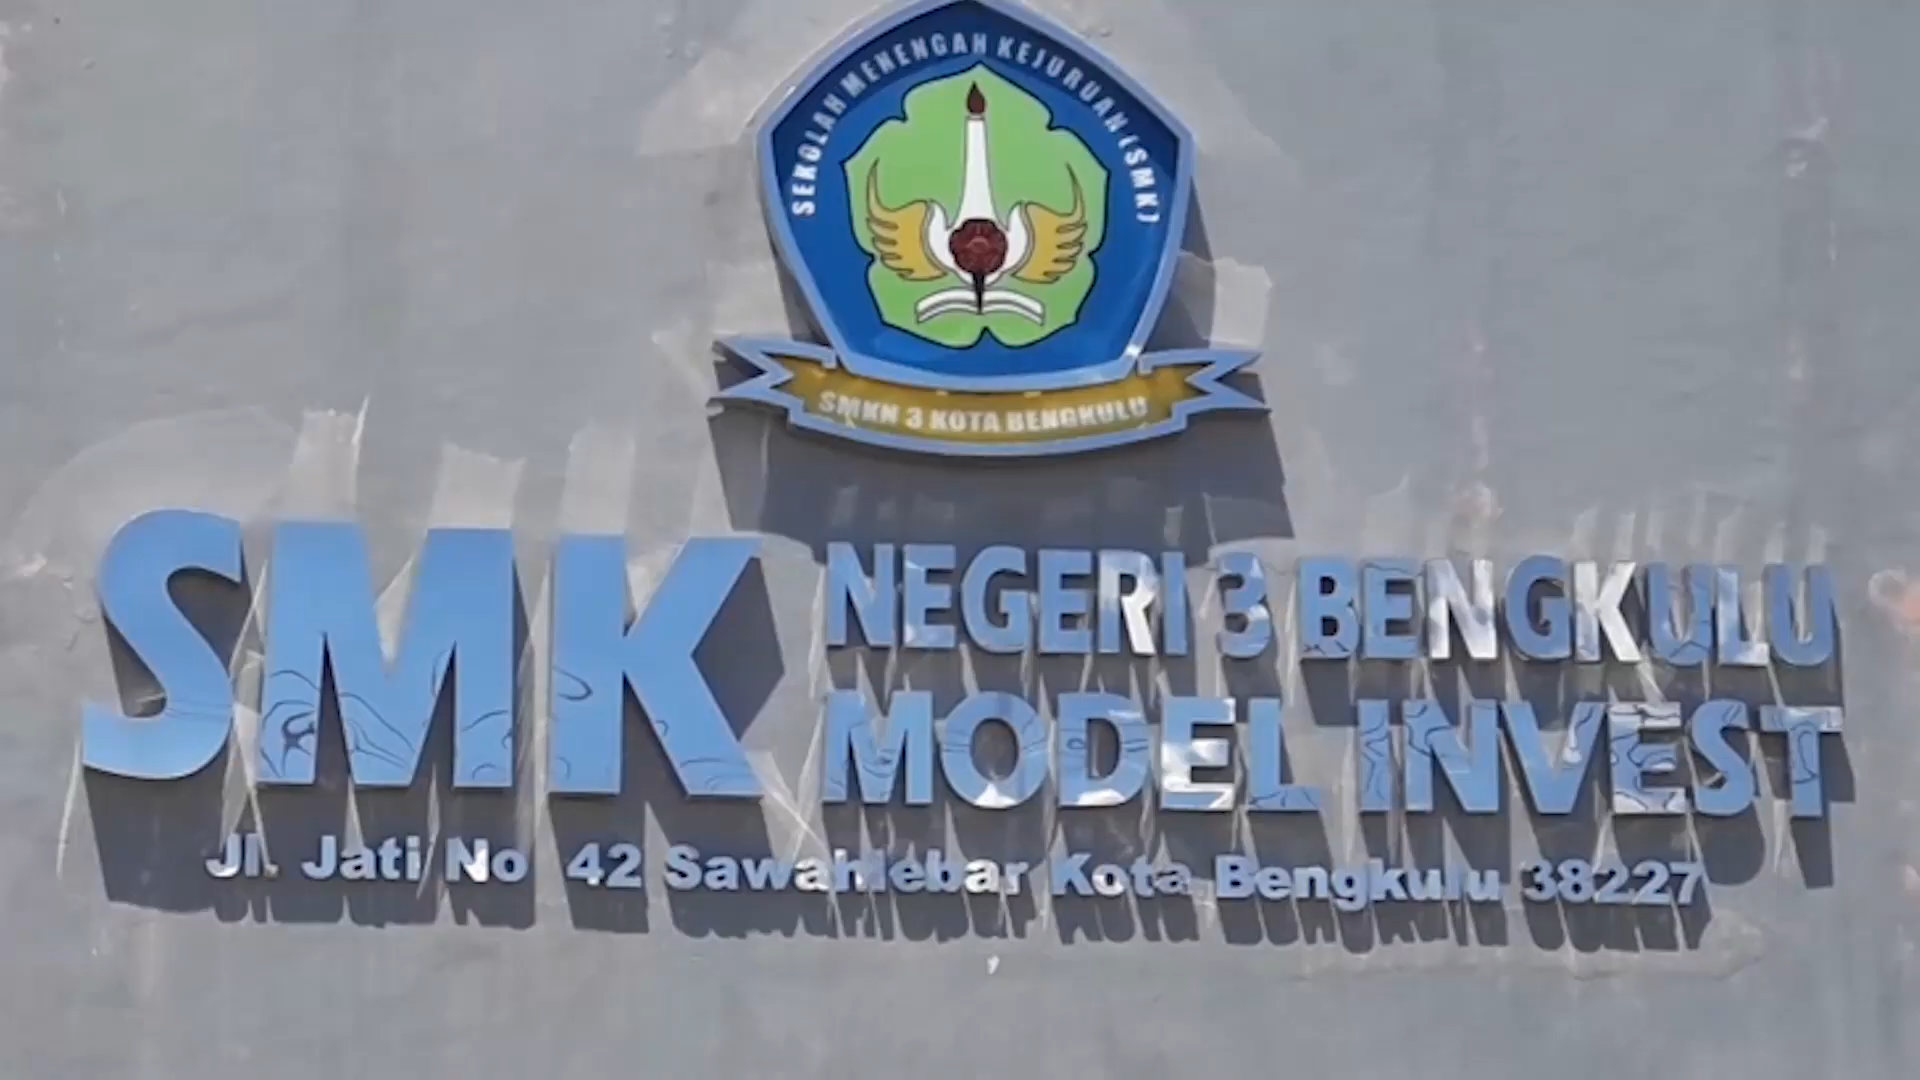 SEKOLAH MENENGAH KEJURUAN (SMK)
SMKN 3 KOTA BENGKULU
SMK NEGERI 3 BENGKULU
MODEL INVEST
Jl. Jati No 42 Sawahlebar Kota Bengkulu 38227